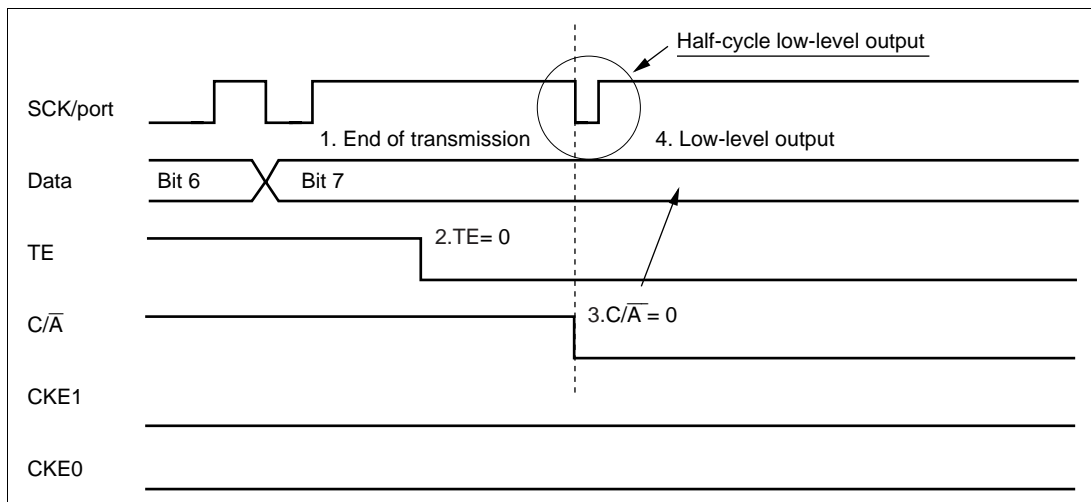 Half-cycle low-level output
SCK/port
1. End of transmission
4. Low-level output
Data
Bit 6
Bit 7
TE
2.TE= 0
C/A̅
3.C/A̅ = 0
CKE1
CKE0